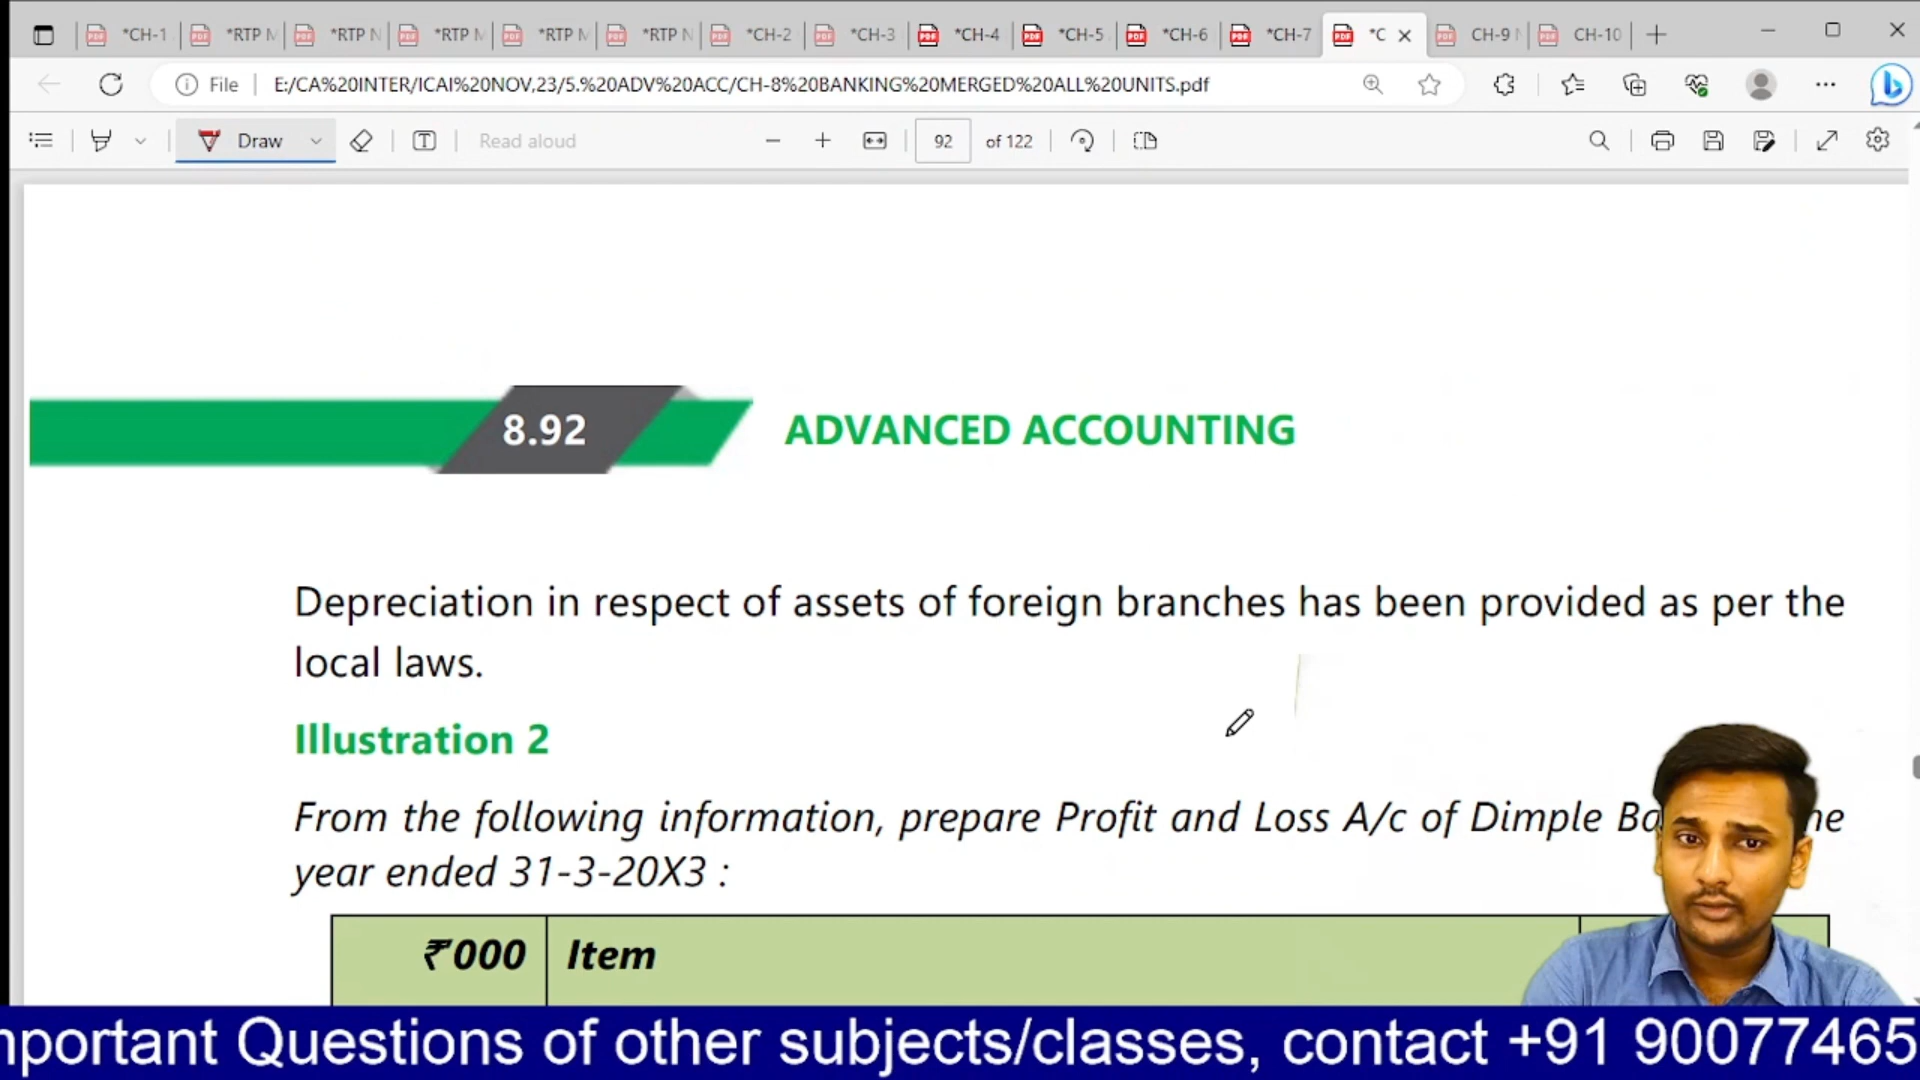 *CH-1 *RTP *RTP *RTP *RTP *RTP *CH-2 *CH-3 *CH-4 *CH-5 *CH-6 *CH-7 *C CH-9 CH-10
File E:/CA%20INTER/ICAI%20NOV,23/5.%20ADV%20ACC/CH-8%20BANKING%20MERGED%20ALL%20UNITS.pdf
Draw Read aloud 92 of 122
8.92 ADVANCED ACCOUNTING
Depreciation in respect of assets of foreign branches has been provided as per the
local laws.
Illustration 2
From the following information, prepare Profit and Loss A/c of Dimple
year ended 31-3-20X3 :
₹'000 Item
mportant Questions of other subjects/classes, contact +91 90077465